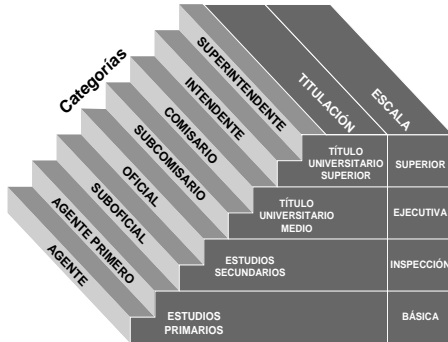 Categorías
SUPERINTENDENTE
INTENDENTE
COMISARIO
SUBCOMISARIO
OFICIAL
SUBOFICIAL
AGENTE PRIMERO
AGENTE
TITULACIÓN
ESCALA
TÍTULO
UNIVERSITARIO
SUPERIOR
SUPERIOR
TÍTULO
UNIVERSITARIO
MEDIO
EJECUTIVA
ESTUDIOS
SECUNDARIOS
INSPECCIÓN
ESTUDIOS
PRIMARIOS
BÁSICA